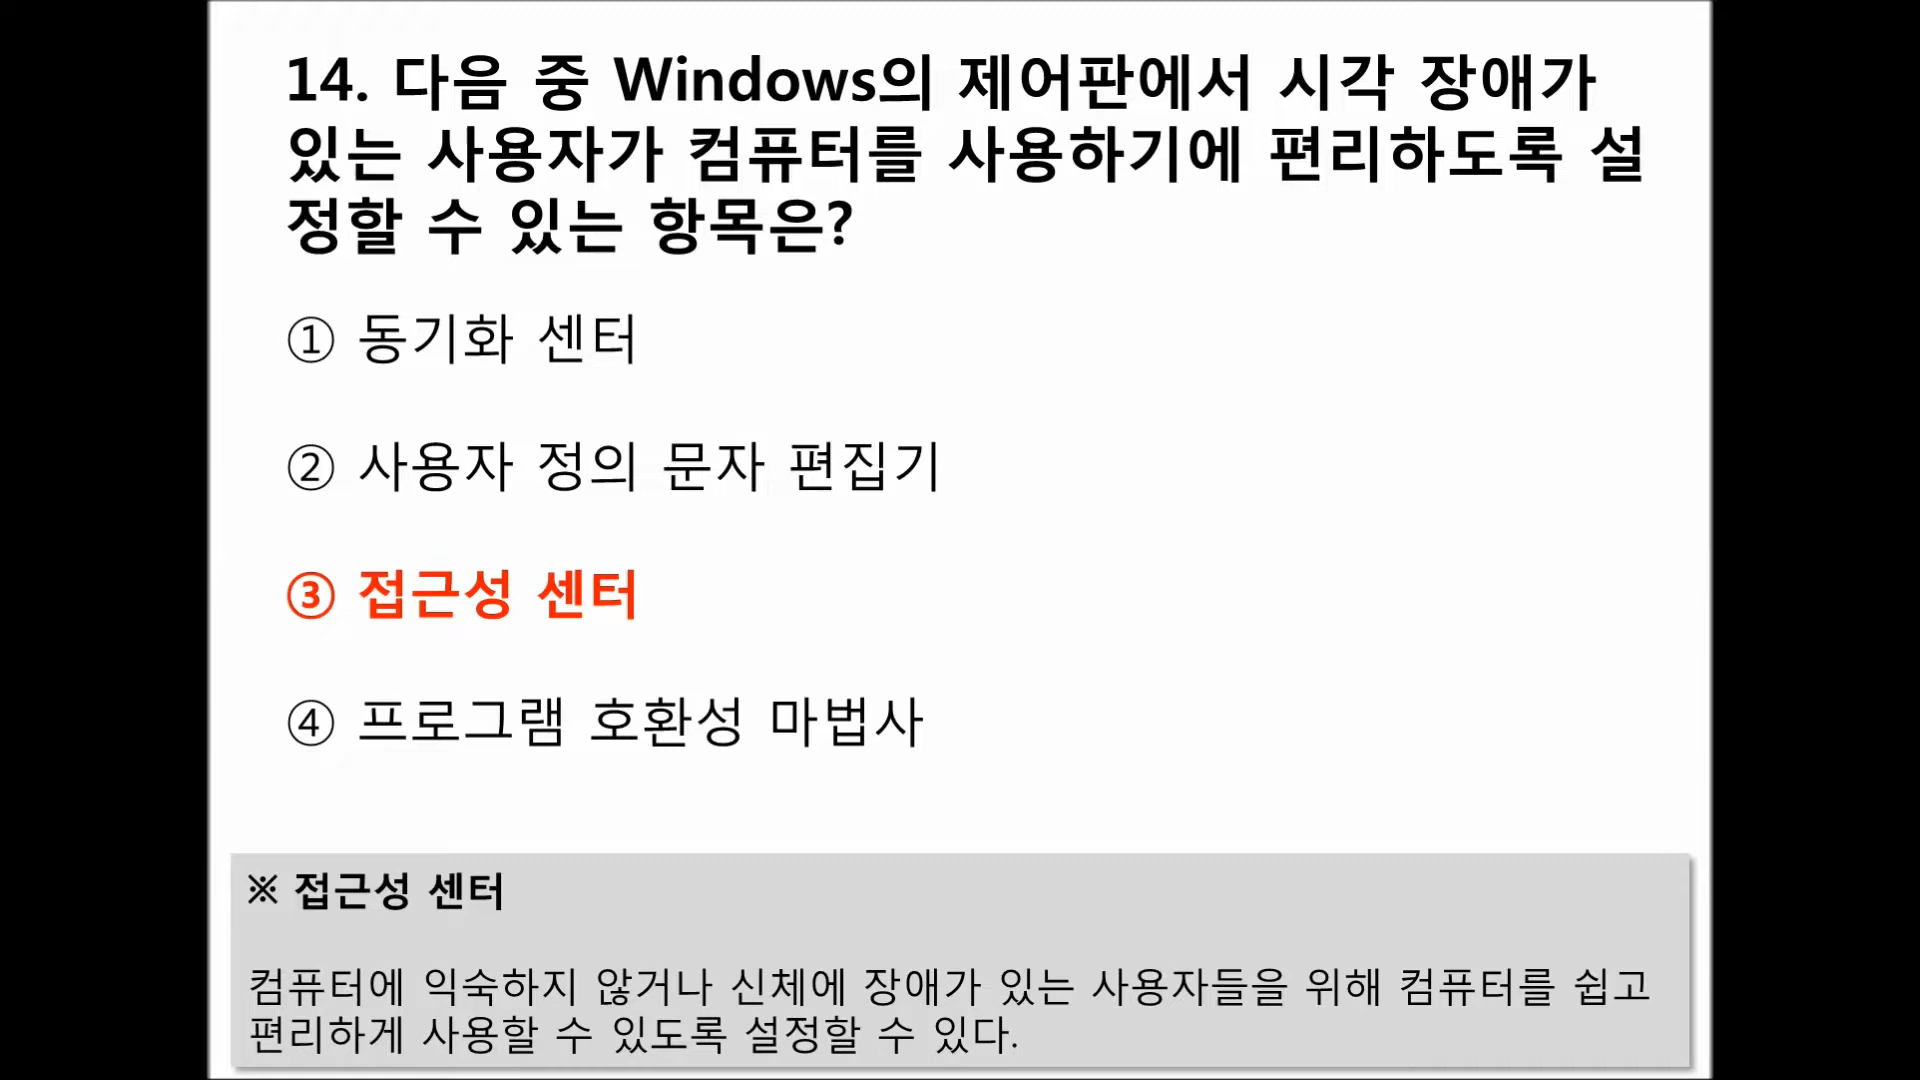 14. 다음 중 Windows의 제어판에서 시각 장애가
있는 사용자가 컴퓨터를 사용하기에 편리하도록 설
정할 수 있는 항목은?
① 동기화 센터
② 사용자 정의 문자 편집기
③ 접근성 센터
④ 프로그램 호환성 마법사
※ 접근성 센터
컴퓨터에 익숙하지 않거나 신체에 장애가 있는 사용자들을 위해 컴퓨터를 쉽고
편리하게 사용할 수 있도록 설정할 수 있다.